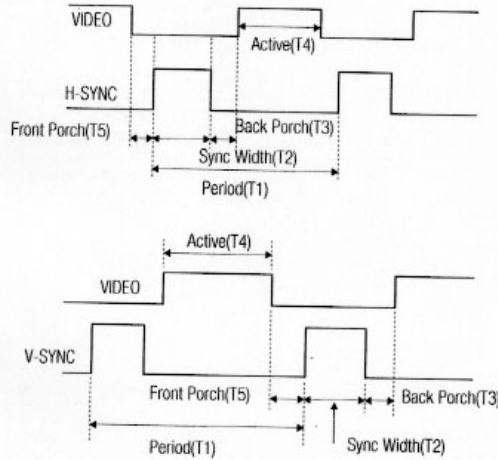 VIDEO
Active(T4)
H-SYNC
Front Porch(T5)
Back Porch(T3)
Sync Width(T2)
Period(T1)
Active(T4)
VIDEO
V-SYNC
Front Porch(T5)
Back Porch(T3)
Period(T1)
Sync Width(T2)